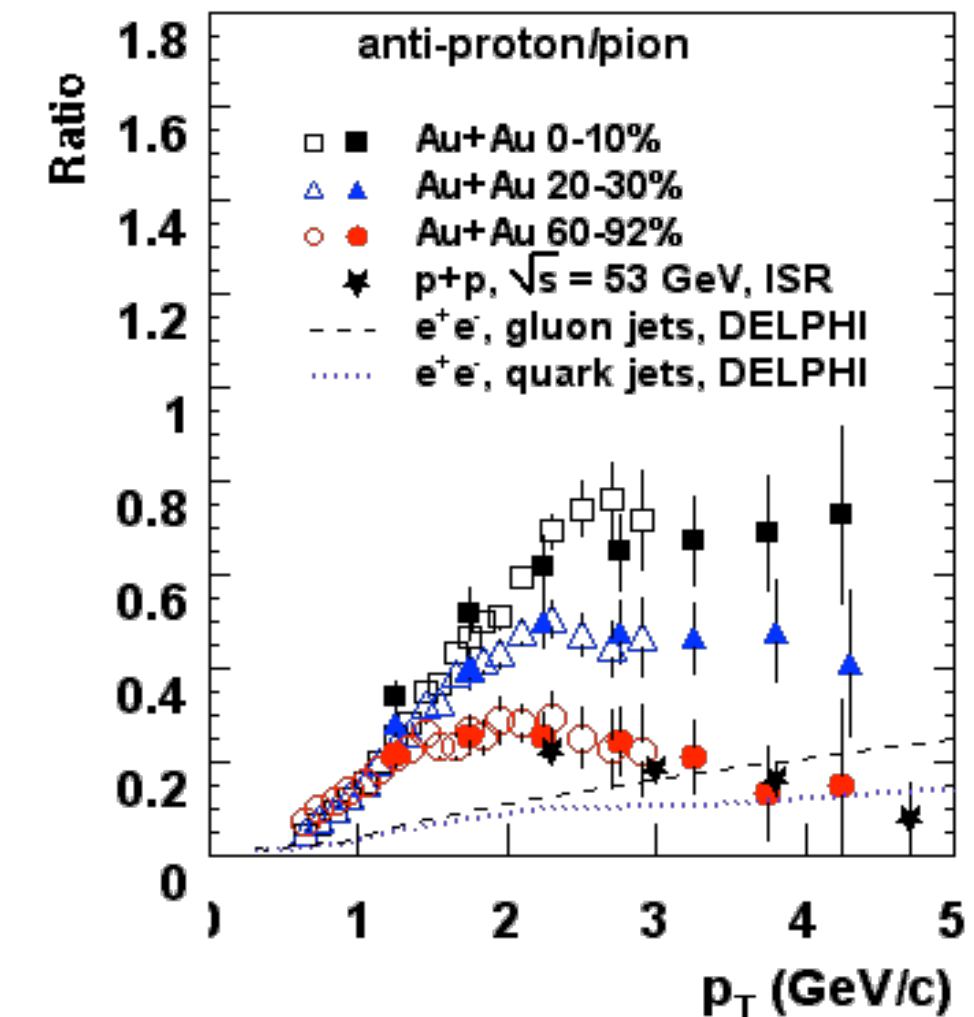 anti-proton/pion
Ratio
Au+Au 0-10%
Au+Au 20-30%
Au+Au 60-92%
p+p, √s = 53 GeV, ISR
e⁺e⁻, gluon jets, DELPHI
e⁺e⁻, quark jets, DELPHI
1.8
1.6
1.4
1.2
1
0.8
0.6
0.4
0.2
0
0 1 2 3 4 5
p_T (GeV/c)